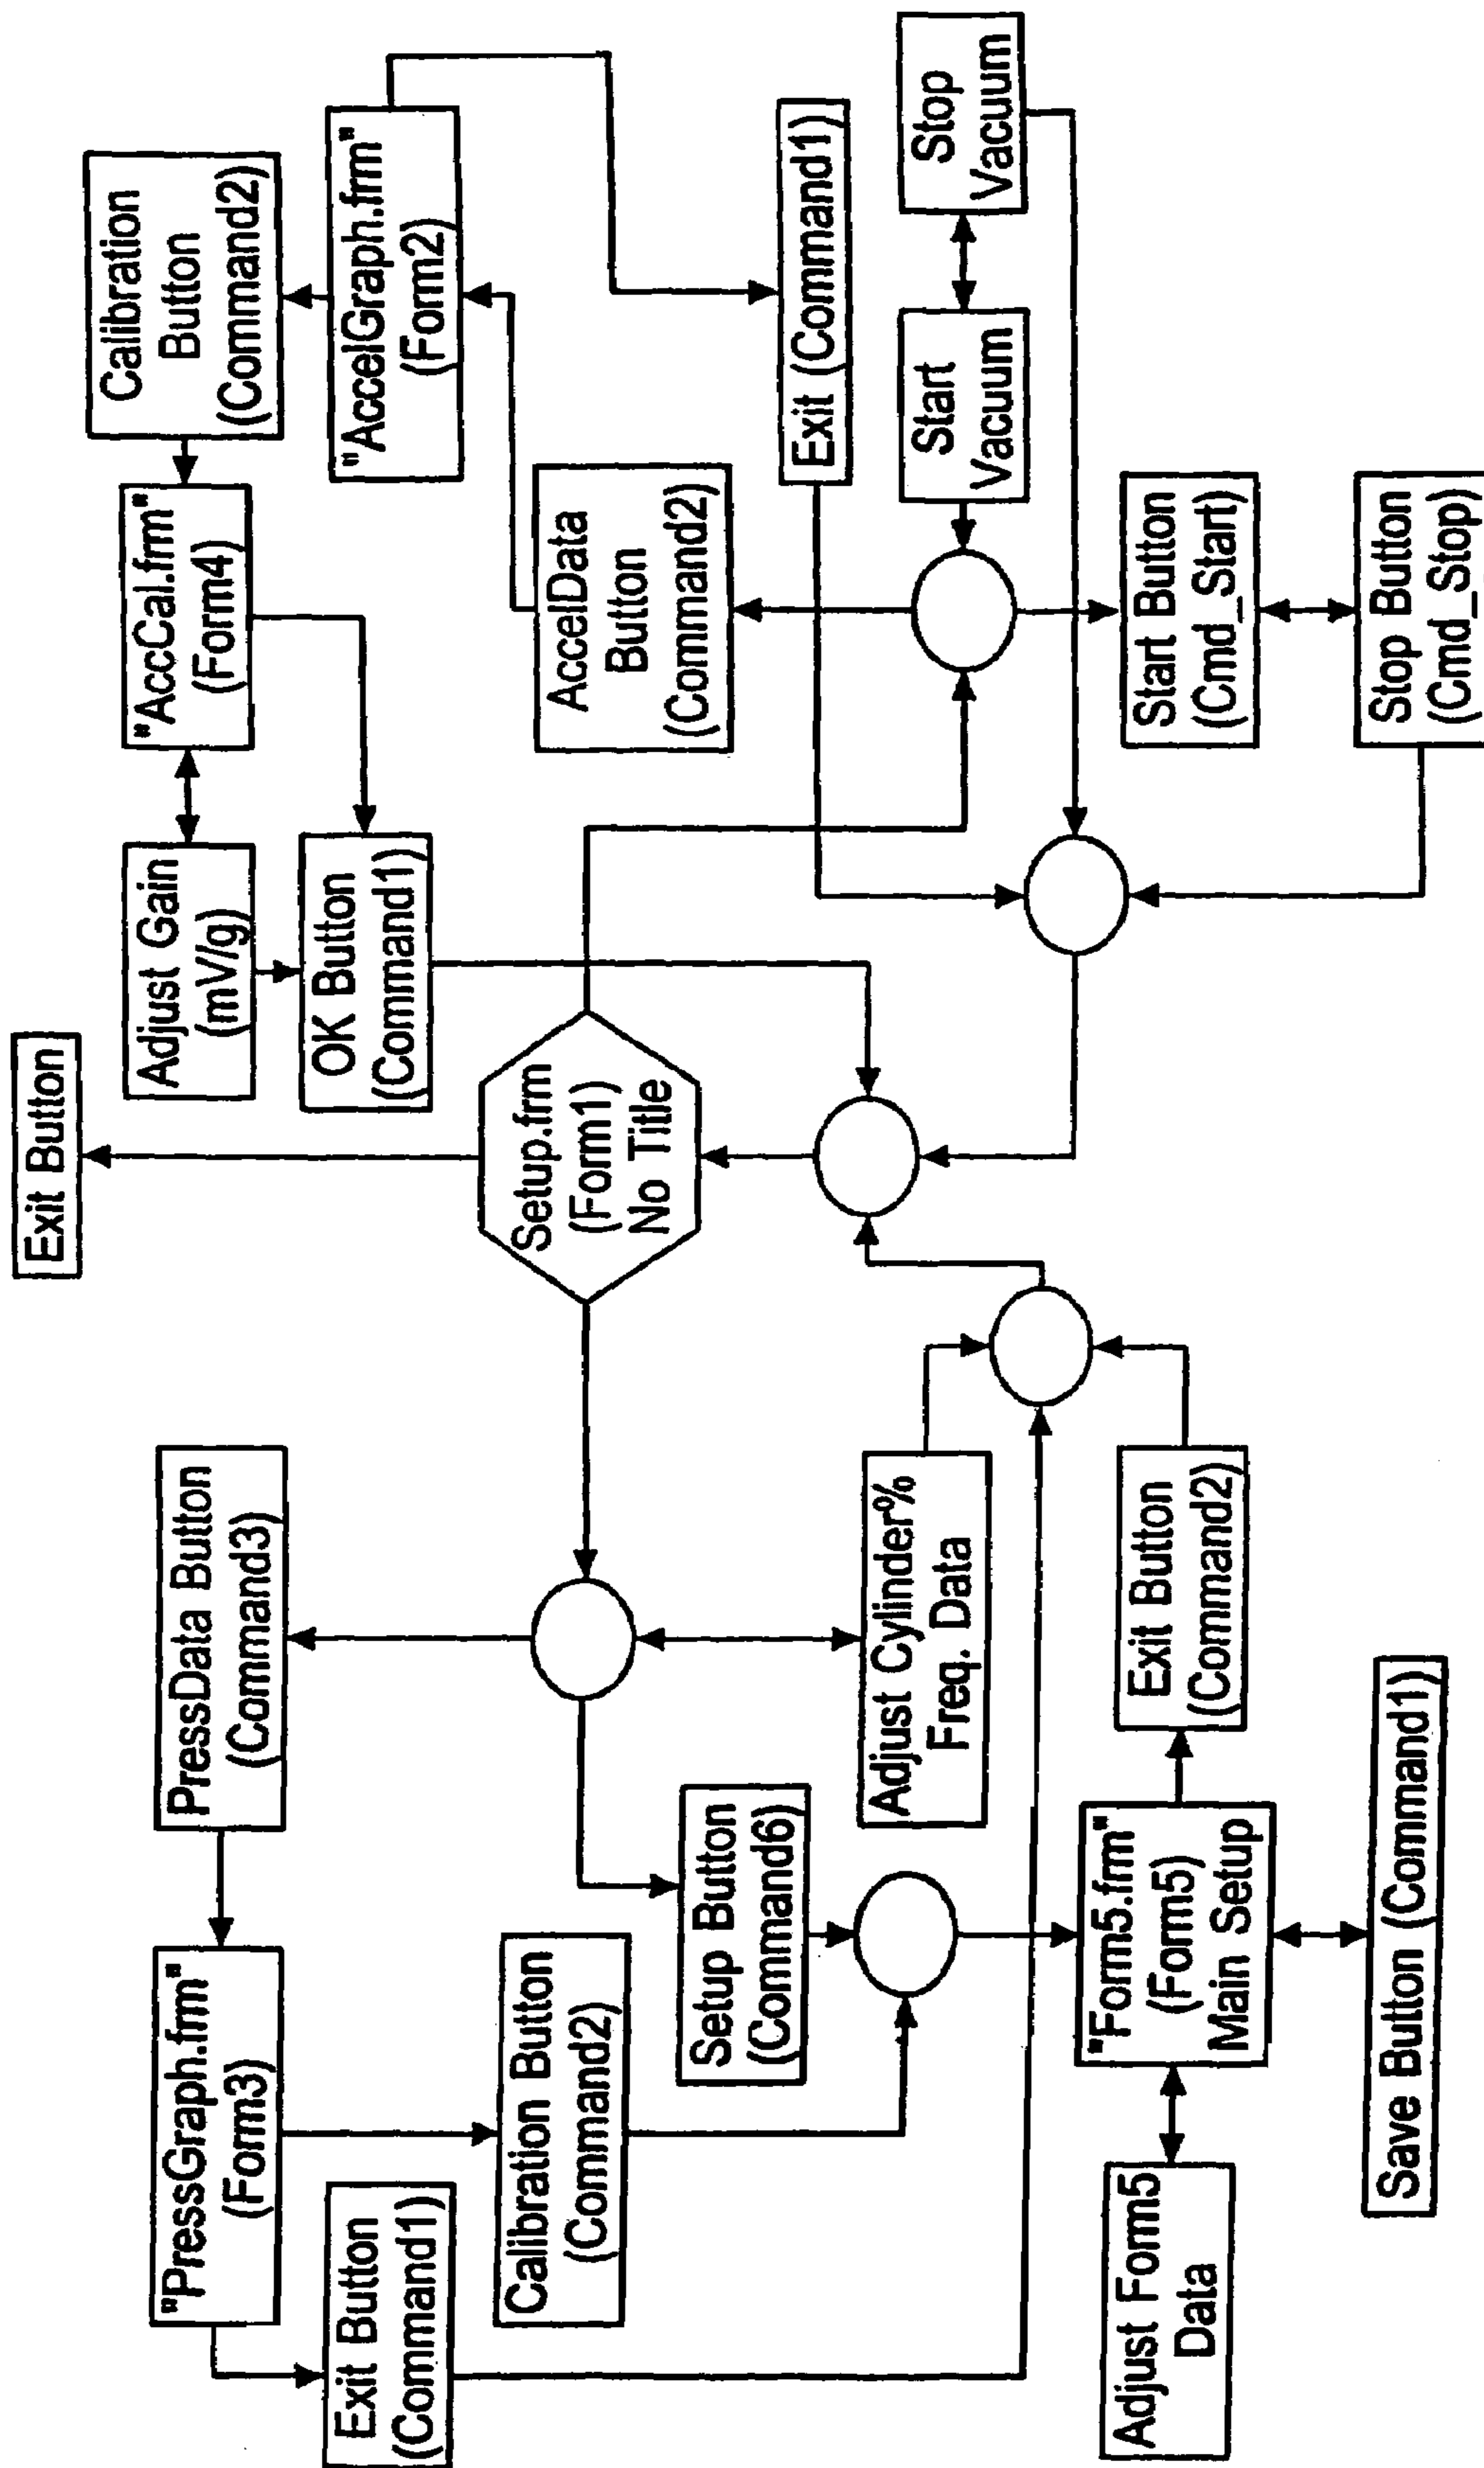 Exit Button
"PressGraph.frm"
(Form3)
PressData Button
(Command3)
Adjust Gain
(mV/g)
"AccCal.frm"
(Form4)
Calibration
Button
(Command2)
Exit Button
(Command1)
OK Button
(Command1)
"AccelGraph.frm"
(Form2)
Calibration Button
(Command2)
Setup.frm
(Form1)
No Title
AccelData
Button
(Command2)
Setup Button
(Command6)
Exit (Command1)
Adjust Cylinder%
Freq. Data
Start
Vacuum
Stop
Vacuum
Adjust Form5
Data
"Form5.frm"
(Form5)
Main Setup
Exit Button
(Command2)
Start Button
(Cmd_Start)
Save Button (Command1)
Stop Button
(Cmd_Stop)